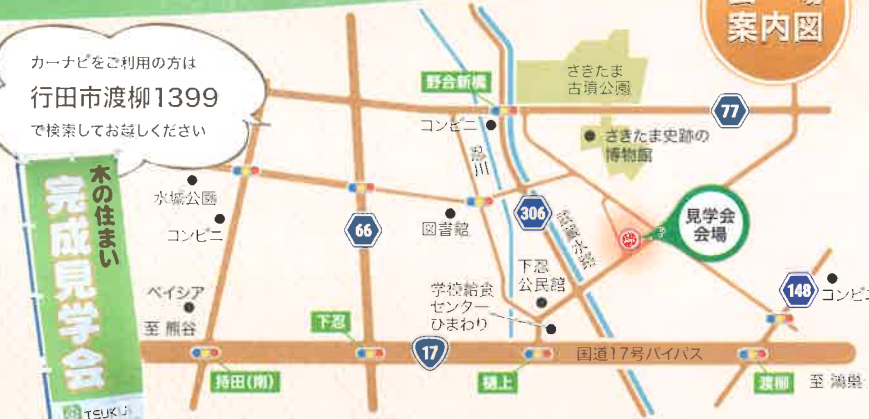 案内図
カーナビをご利用の方は
行田市渡柳1399
で検索してお越しください
木の住まい
完成見学会
TSUKI
野合新橋
コンビニ
忍川
さきたま
古墳公園
さきたま史跡の
博物館
77
水城公園
コンビニ
66
図書館
306
見学会
会場
下忍
公民館
学校給食
センター
ひまわり
148
コンビニ
ベイシア
至 熊谷
下忍
17
国道17号バイパス
持田(南)
樋上
渡柳
至 鴻巣